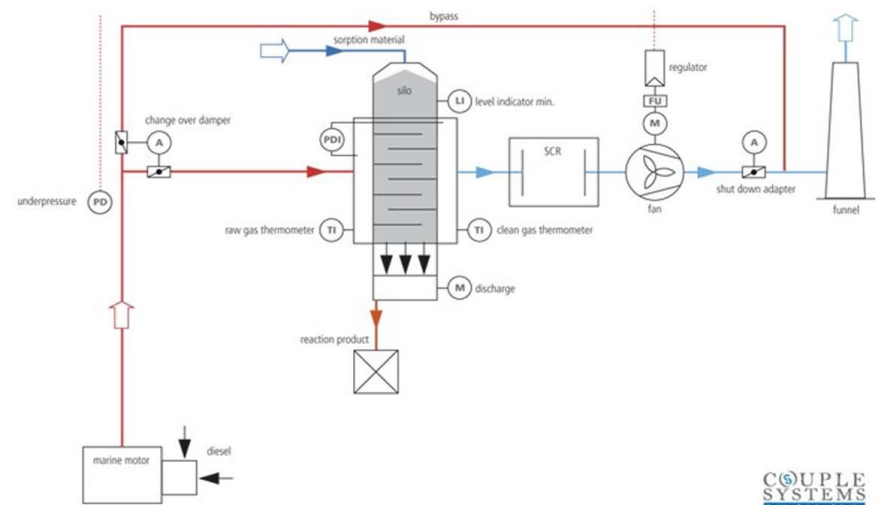 bypass
sorption material
silo
LI
level indicator min.
regulator
FU
M
change over damper
A
PDI
SCR
A
shut down adapter
fan
funnel
underpressure
PD
raw gas thermometer
TI
TI
clean gas thermometer
M
discharge
reaction product
marine motor
diesel
COUPLE
SYSTEMS